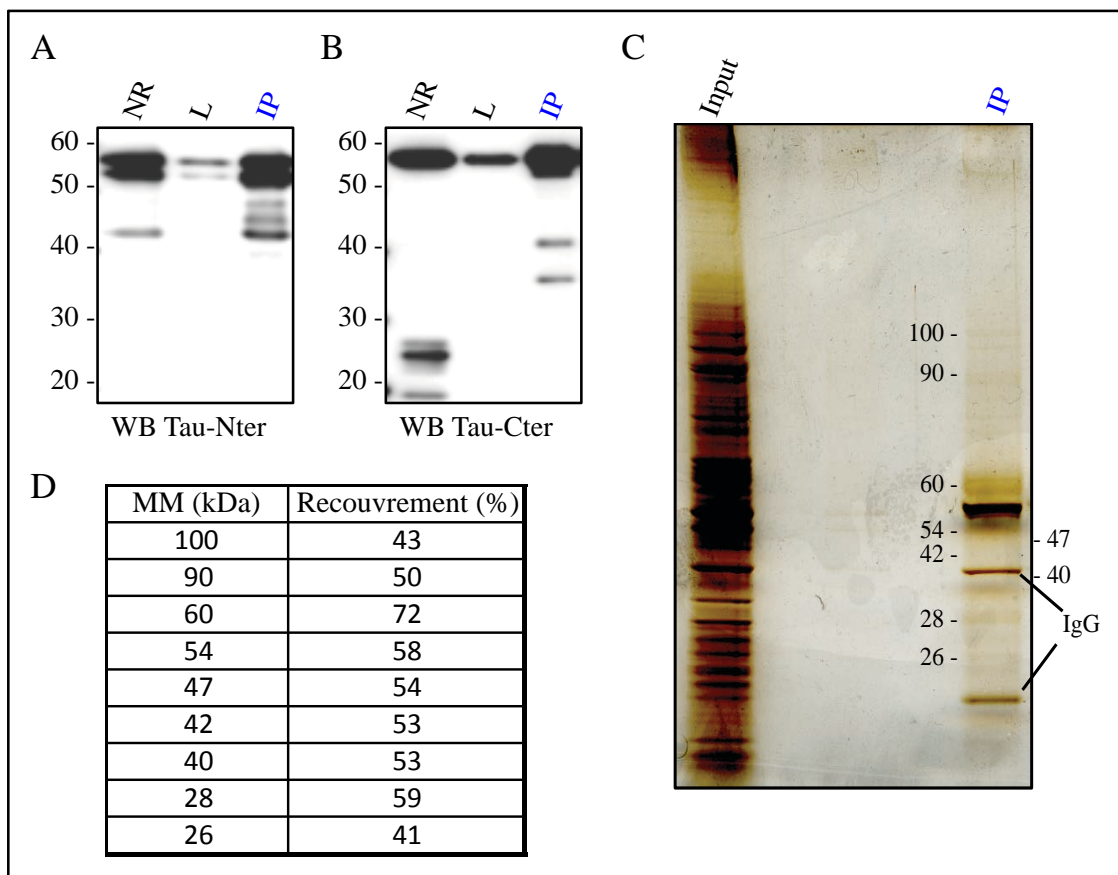 A
NR
L
IP
60 -
50 -
40 -
30 -
20 -
WB Tau-Nter
B
NR
L
IP
60 -
50 -
40 -
30 -
20 -
WB Tau-Cter
C
Input
IP
100 -
90 -
60 -
54 -
42 -
28 -
26 -
- 47
- 40
IgG
D
MM (kDa) Recouvrement (%)
100 43
90 50
60 72
54 58
47 54
42 53
40 53
28 59
26 41